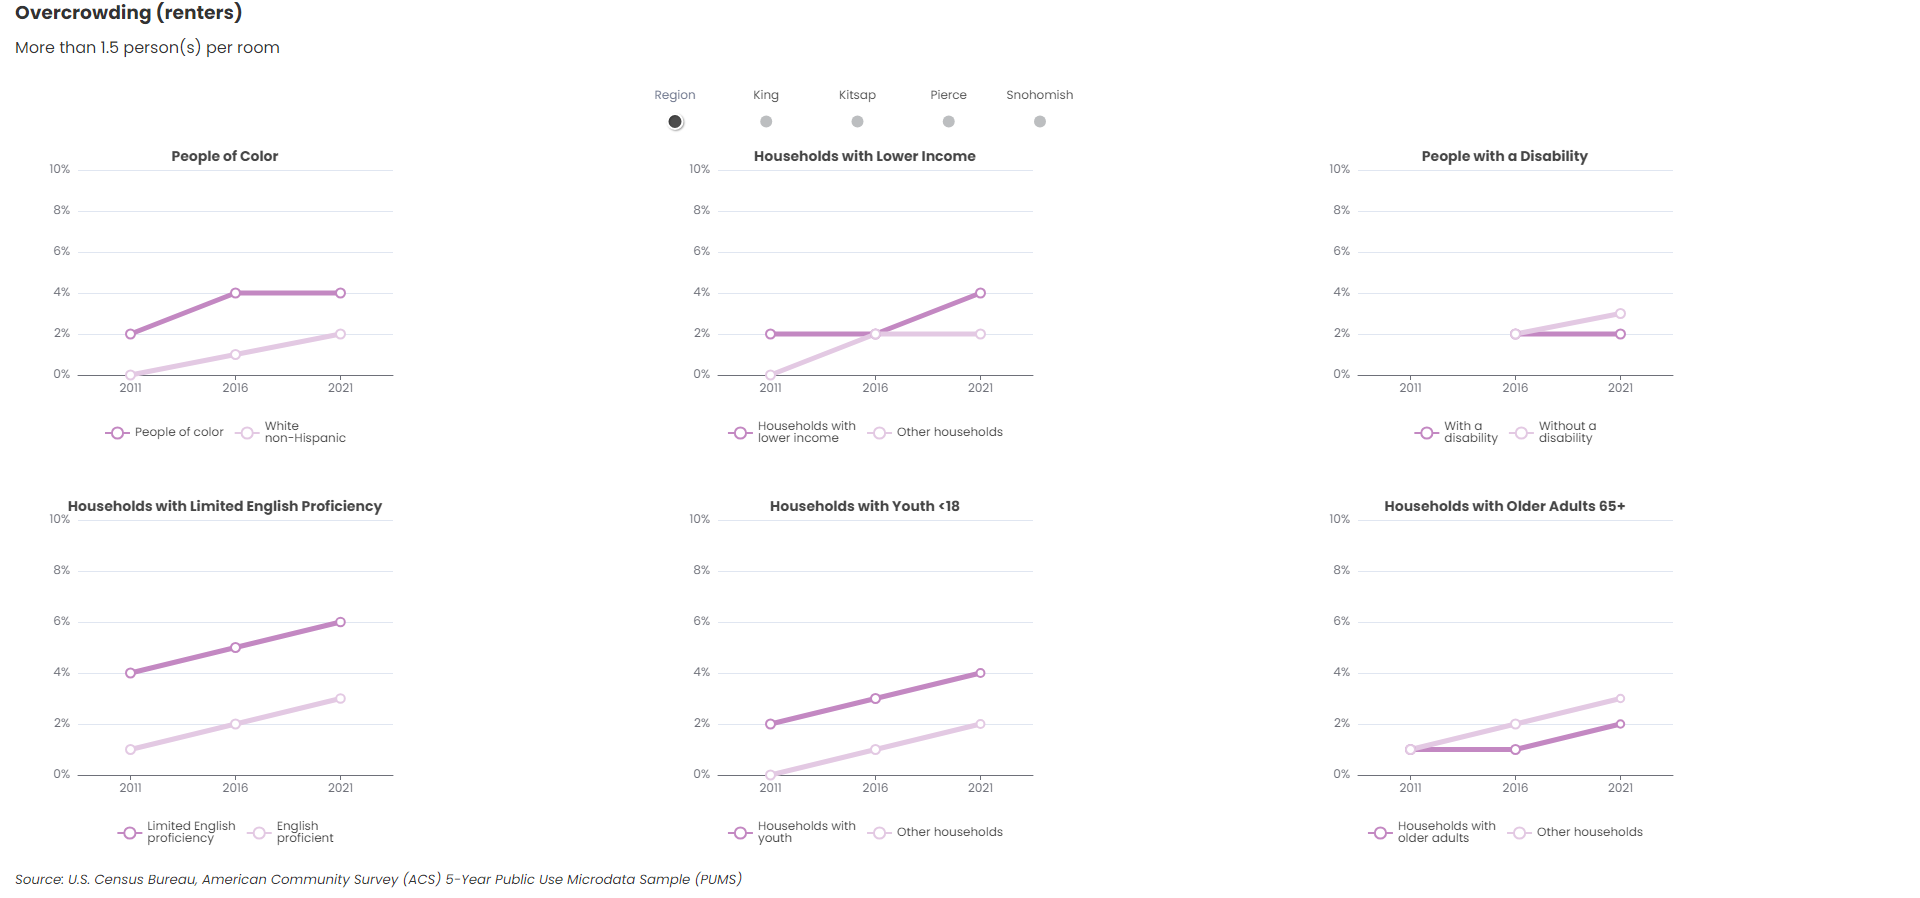 Overcrowding (renters)
More than 1.5 person(s) per room
Region King Kitsap Pierce Snohomish
People of Color
10%
8%
6%
4%
2%
0%
2011 2016 2021
People of color
White
non-Hispanic
Households with Lower Income
10%
8%
6%
4%
2%
0%
2011 2016 2021
Households with
lower income
Other households
People with a Disability
10%
8%
6%
4%
2%
0%
2011 2016 2021
With a
disability
Without a
disability
Households with Limited English Proficiency
10%
8%
6%
4%
2%
0%
2011 2016 2021
Limited English
proficiency
English
proficient
Households with Youth <18
10%
8%
6%
4%
2%
0%
2011 2016 2021
Households with
youth
Other households
Households with Older Adults 65+
10%
8%
6%
4%
2%
0%
2011 2016 2021
Households with
older adults
Other households
Source: U.S. Census Bureau, American Community Survey (ACS) 5-Year Public Use Microdata Sample (PUMS)